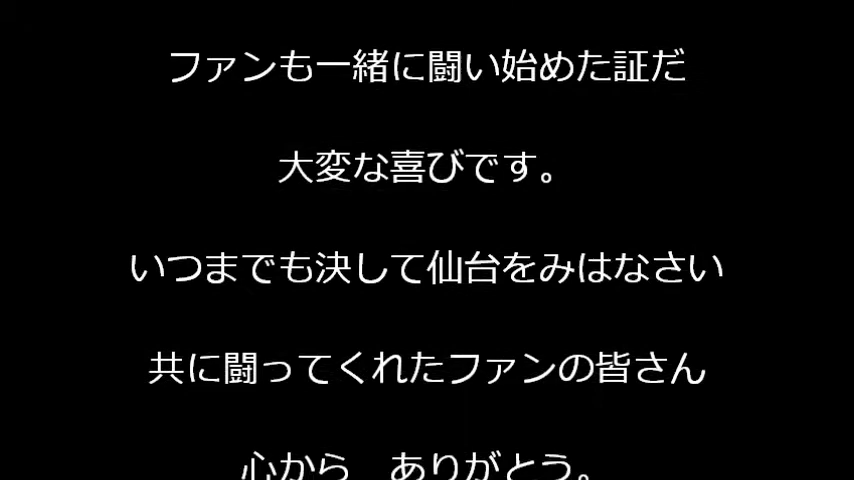 ファンも一緒に闘い始めた証だ
大変な喜びです。
いつまでも決して仙台をみはなさい
共に闘ってくれたファンの皆さん
心から　ありがとう。